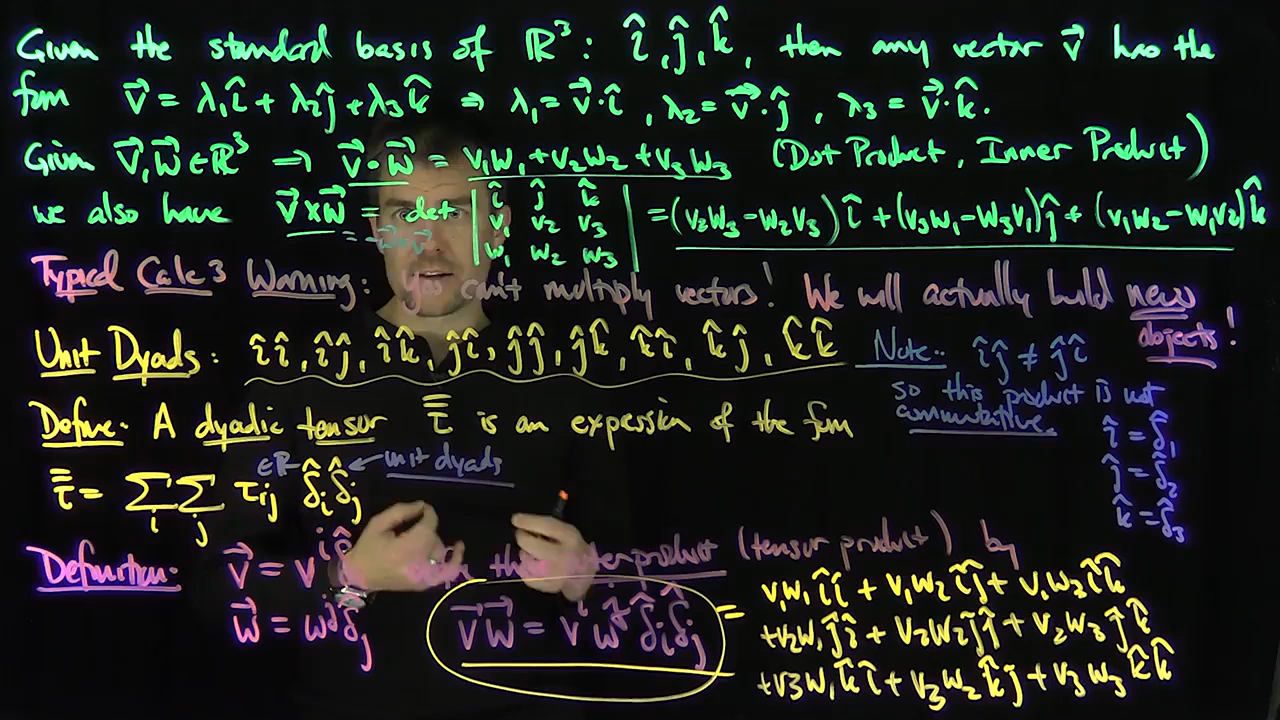 Given the standard basis of ℝ³: î, ĵ, k̂, then any vector v⃗ has the
form v⃗ = λ₁î + λ₂ĵ + λ₃k̂ ⇒ λ₁ = v⃗·î, λ₂ = v⃗·ĵ, λ₃ = v⃗·k̂.
Given v⃗, w⃗ ∈ ℝ³ ⇒ v⃗·w⃗ = v₁w₁ + v₂w₂ + v₃w₃ (Dot Product, Inner Product)
we also have v⃗×w⃗ = det | î ĵ k̂ | = (v₂w₃-w₂v₃)î + (v₃w₁-w₃v₁)ĵ + (v₁w₂-w₁v₂)k̂
= -w⃗×v⃗ | v₁ v₂ v₃ |
| w₁ w₂ w₃ |
Typical Calc 3 Warning: You can't multiply vectors! We will actually build new
objects!
Unit Dyads: îî, îĵ, îk̂, ĵî, ĵĵ, ĵk̂, k̂î, k̂ĵ, k̂k̂ Note: îĵ ≠ ĵî
so this product is not
commutative.
Define: A dyadic tensor τ̿ is an expession of the form
î = δ̂₁
ĵ = δ̂₂
k̂ = δ̂₃
∈ℝ ← unit dyads
τ̿ = Σᵢ Σⱼ τᵢⱼ δ̂ᵢδ̂ⱼ
Definition: v⃗ = vⁱ product (tensor product) by
w⃗ = wʲδ̂ⱼ
v⃗w⃗ = vⁱwʲδ̂ᵢδ̂ⱼ = v₁w₁îî + v₁w₂îĵ + v₁w₃îk̂
+v₂w₁ĵî + v₂w₂ĵĵ + v₂w₃ĵk̂
+v₃w₁k̂î + v₃w₂k̂ĵ + v₃w₃k̂k̂